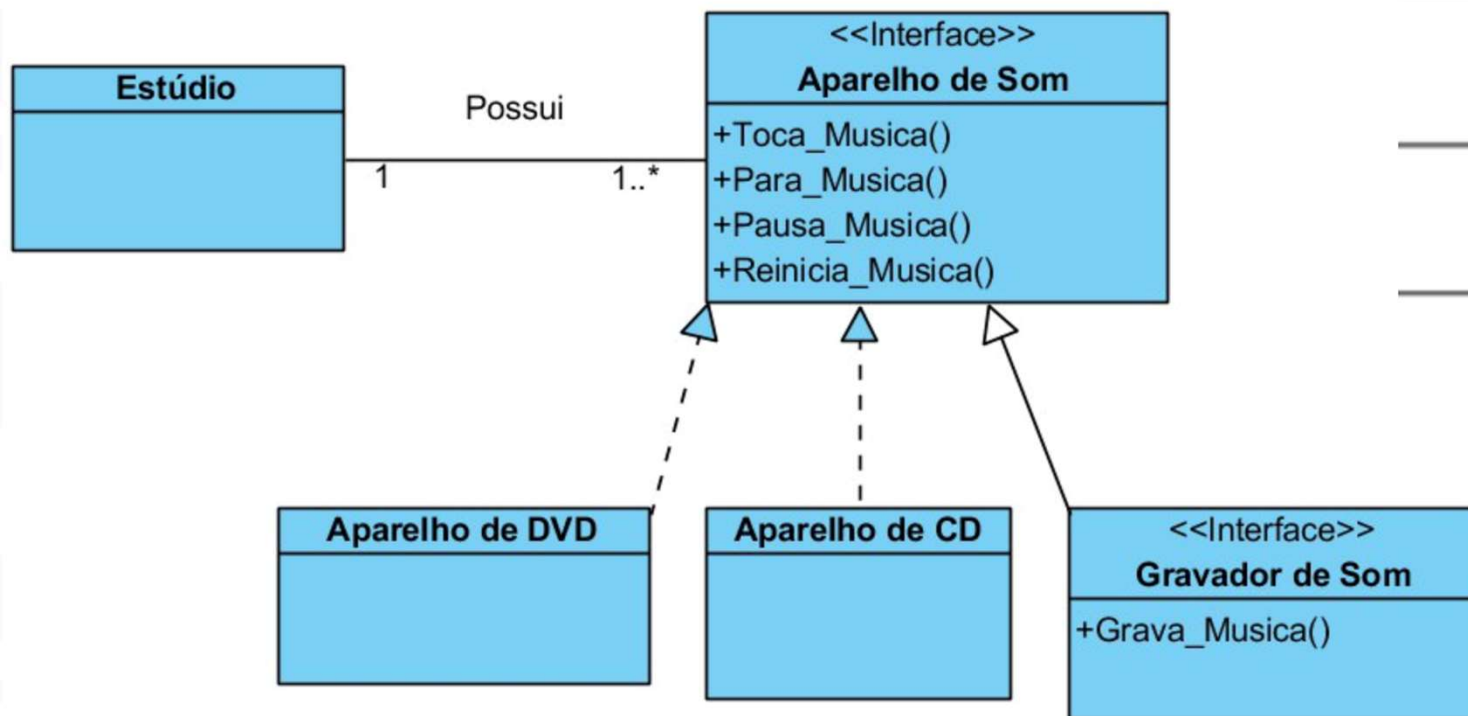 <<Interface>>
Aparelho de Som
+Toca_Musica()
+Para_Musica()
+Pausa_Musica()
+Reinicia_Musica()
Estúdio
Possui
1
1..*
Aparelho de DVD
Aparelho de CD
<<Interface>>
Gravador de Som
+Grava_Musica()